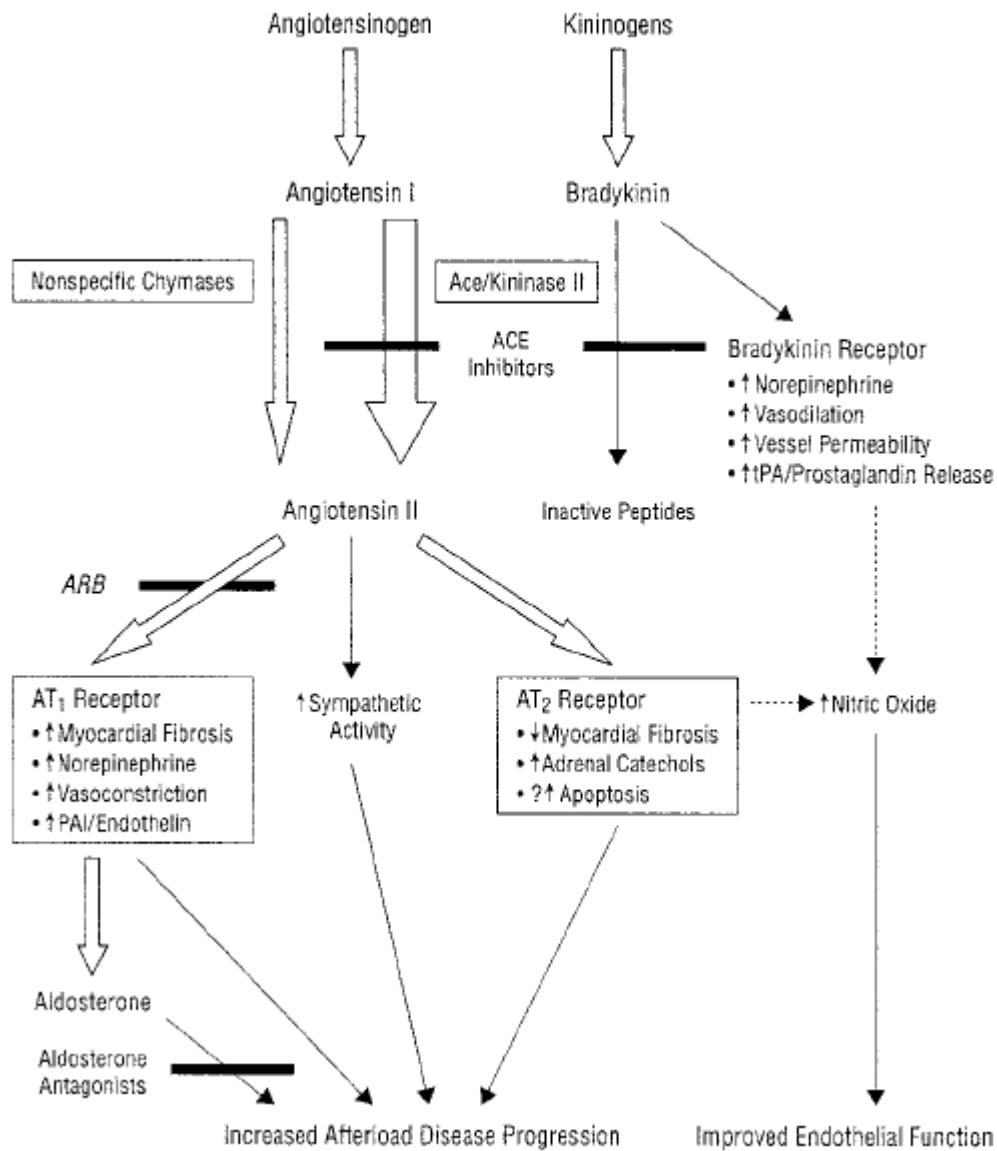 Angiotensinogen
Kininogens
Angiotensin I
Bradykinin
Nonspecific Chymases
Ace/Kininase II
ACE
Inhibitors
Bradykinin Receptor
• ↑Norepinephrine
• ↑Vasodilation
• ↑Vessel Permeability
• ↑tPA/Prostaglandin Release
Angiotensin II
Inactive Peptides
ARB
AT1 Receptor
• ↑Myocardial Fibrosis
• ↑Norepinephrine
• ↑Vasoconstriction
• ↑PAI/Endothelin
↑Sympathetic
Activity
AT2 Receptor
• ↓Myocardial Fibrosis
• ↑Adrenal Catechols
• ?↑ Apoptosis
↑Nitric Oxide
Aldosterone
Aldosterone
Antagonists
Increased Afterload Disease Progression
Improved Endothelial Function